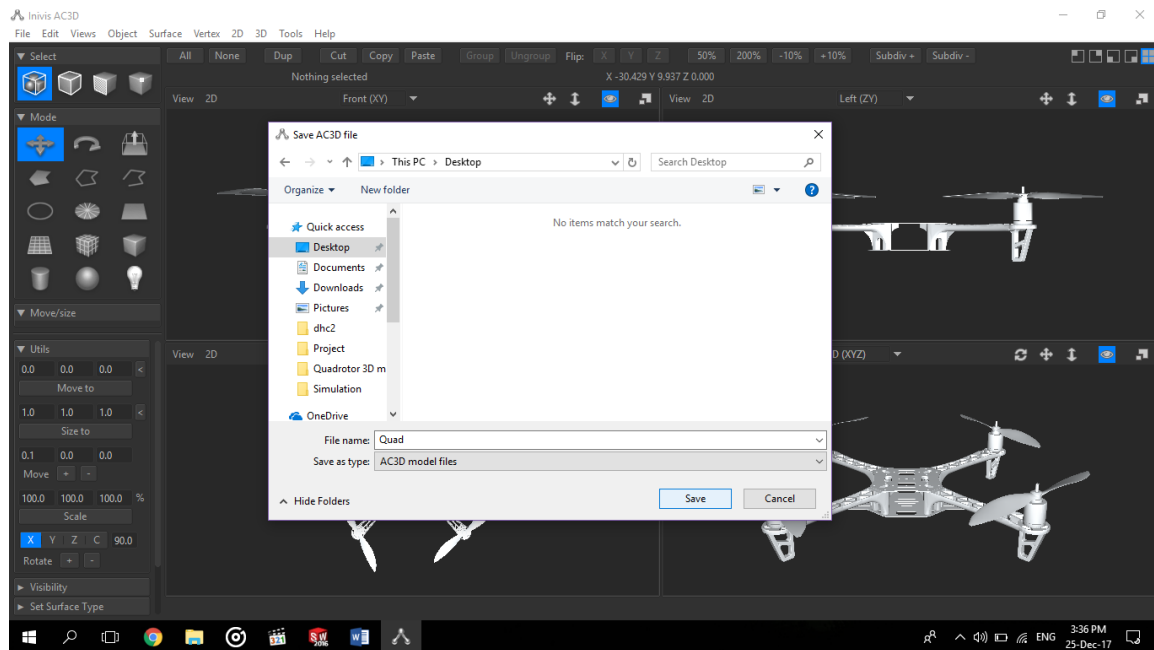 Inivis AC3D
File Edit Views Object Surface Vertex 2D 3D Tools Help
Select
All None Dup Cut Copy Paste Group Ungroup Flip: X Y Z 50% 200% -10% +10% Subdiv + Subdiv -
Nothing selected X -30.429 Y 9.937 Z 0.000
View 2D Front (XY) View 2D Left (ZY)
Mode
Save AC3D file
This PC > Desktop Search Desktop
Organize New folder
No items match your search.
Quick access
Desktop
Documents
Downloads
Pictures
dhc2
Project
Quadrotor 3D m
Simulation
OneDrive
File name: Quad
Save as type: AC3D model files
Hide Folders Save Cancel
Move/size
Utils
View 2D D (XYZ)
0.0 0.0 0.0 <
Move to
1.0 1.0 1.0 <
Size to
0.1 0.0 0.0
Move + -
100.0 100.0 100.0 %
Scale
X Y Z C 90.0
Rotate + -
Visibility
Set Surface Type
321
SW
2016
W
ENG
3:36 PM
25-Dec-17